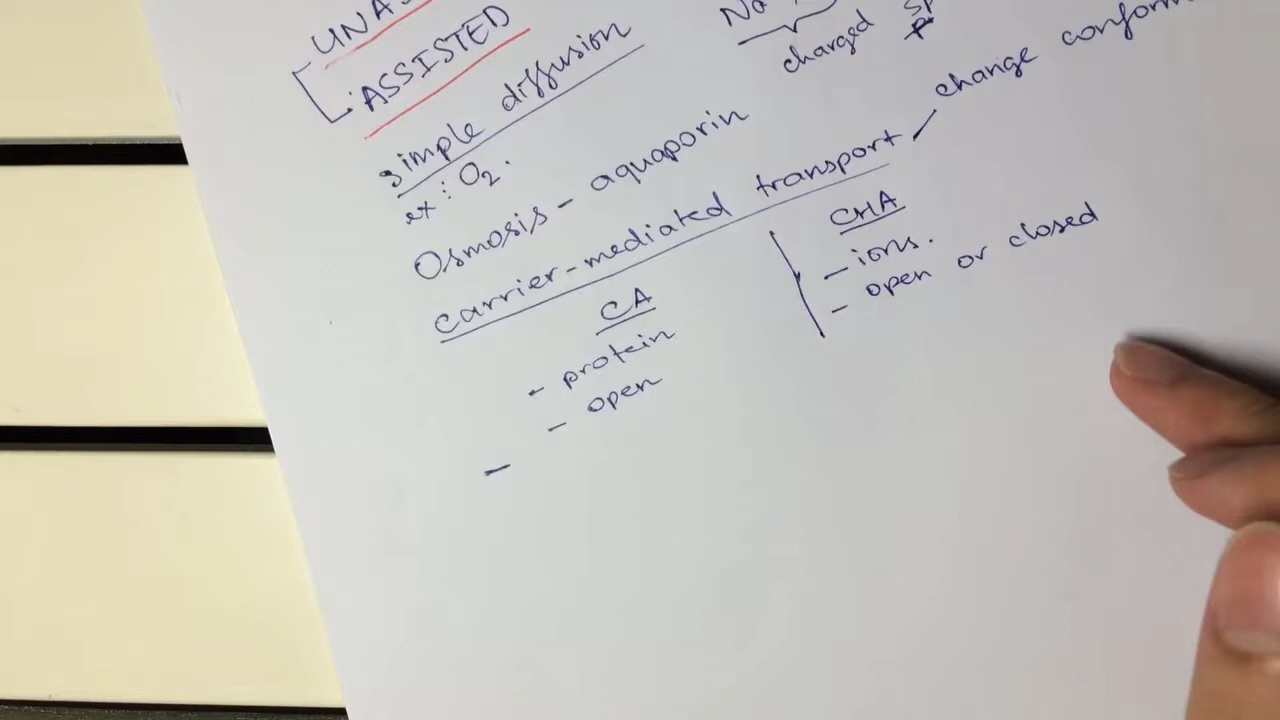 ASSISTED
simple diffusion
ex: O2.
Na
charged
Osmosis - aquaporin
carrier-mediated transport / change
CA
- protein
- open
-
CHA
- ions.
- open or closed